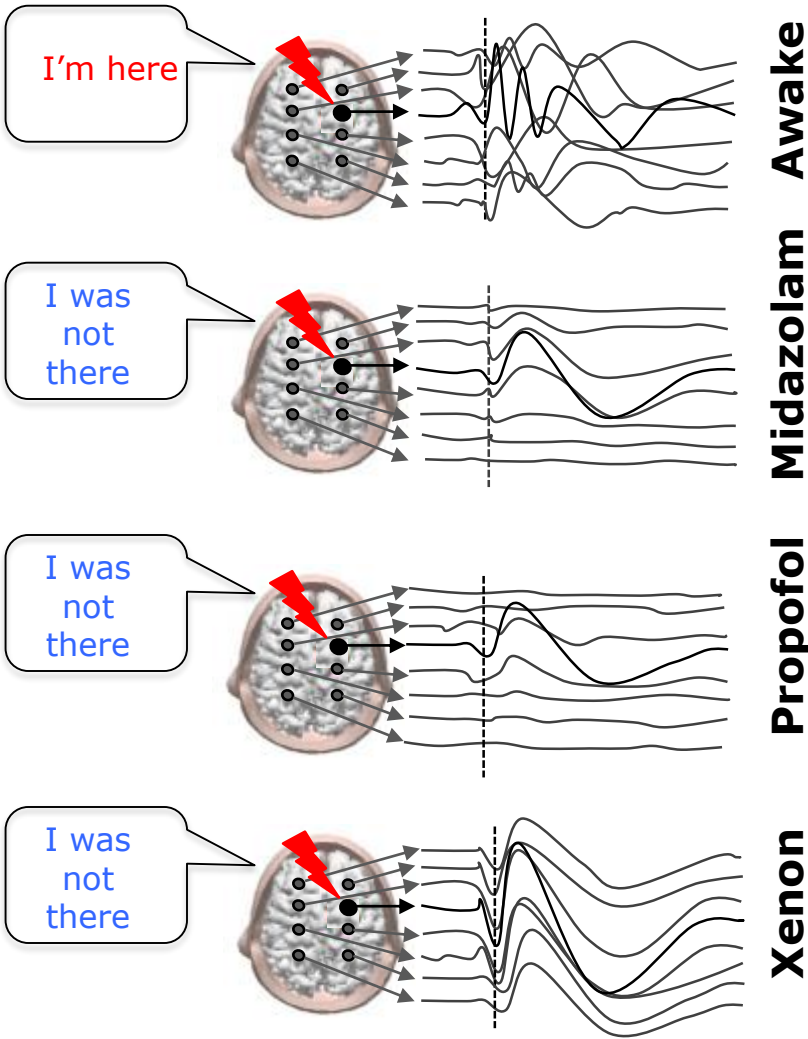 I'm here
Awake
I was
not
there
Midazolam
I was
not
there
Propofol
I was
not
there
Xenon